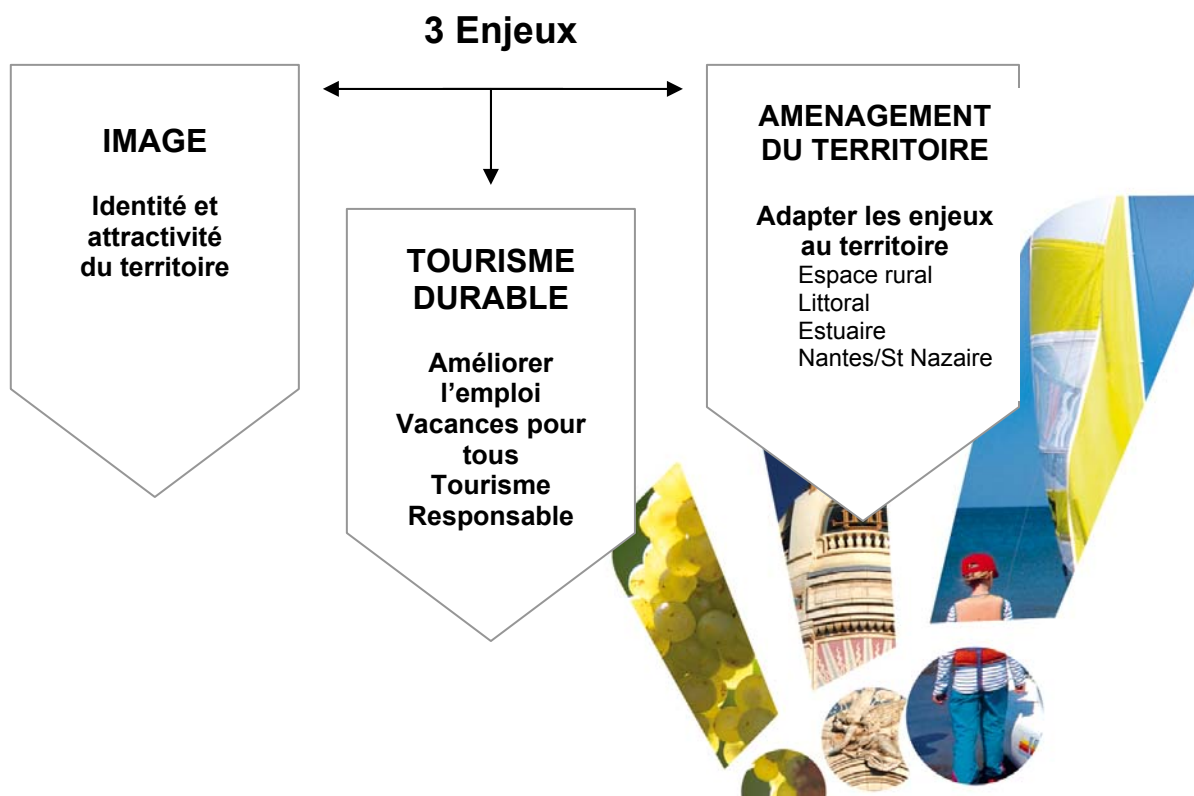 3 Enjeux
IMAGE
Identité et
attractivité
du territoire
TOURISME
DURABLE
Améliorer
l’emploi
Vacances pour
tous
Tourisme
Responsable
AMENAGEMENT
DU TERRITOIRE
Adapter les enjeux
au territoire
Espace rural
Littoral
Estuaire
Nantes/St Nazaire